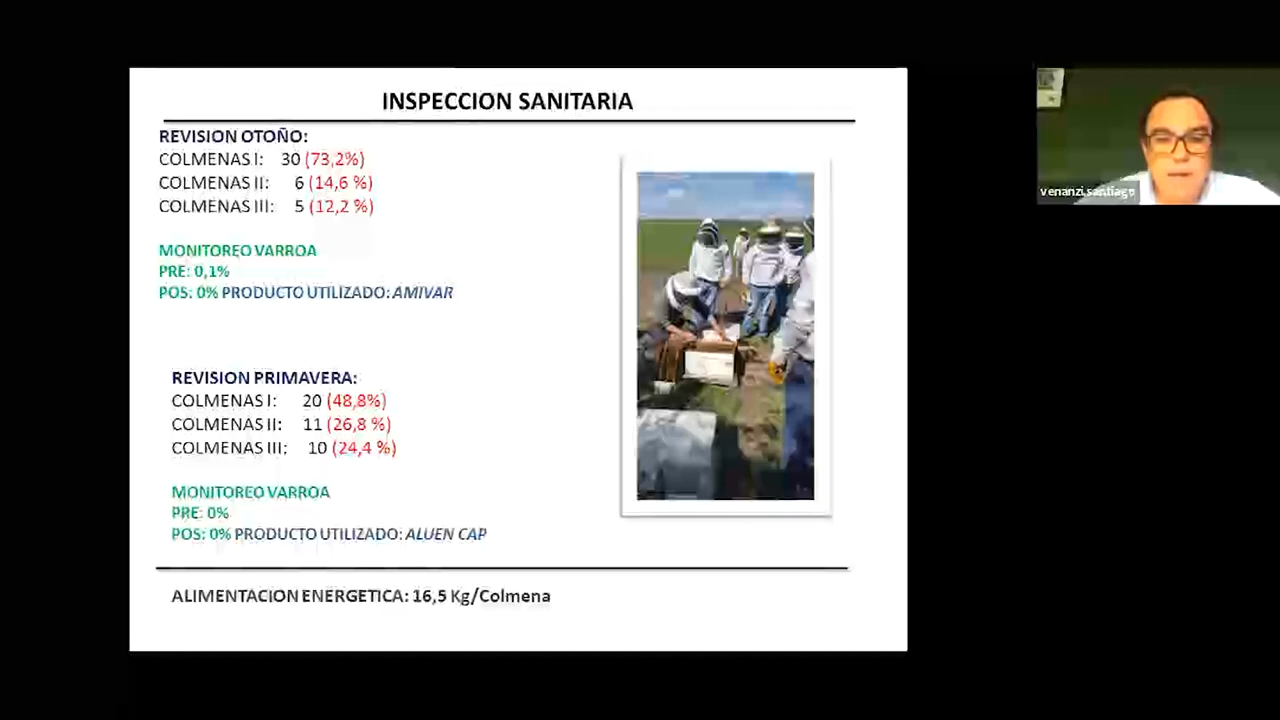 INSPECCION SANITARIA
REVISION OTOÑO:
COLMENAS I: 30 (73,2%)
COLMENAS II: 6 (14,6 %)
COLMENAS III: 5 (12,2 %)
MONITOREO VARROA
PRE: 0,1%
POS: 0% PRODUCTO UTILIZADO: AMIVAR
REVISION PRIMAVERA:
COLMENAS I: 20 (48,8%)
COLMENAS II: 11 (26,8 %)
COLMENAS III: 10 (24,4 %)
MONITOREO VARROA
PRE: 0%
POS: 0% PRODUCTO UTILIZADO: ALUEN CAP
ALIMENTACION ENERGETICA: 16,5 Kg/Colmena
venanzi.santiago